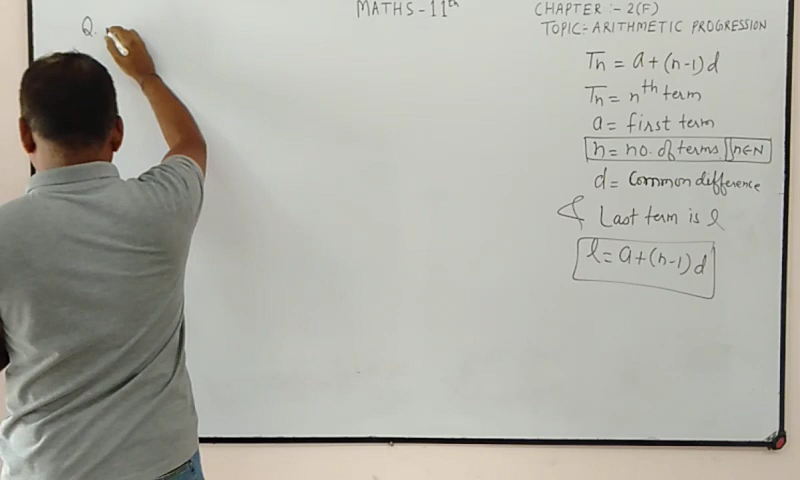 MATHS - 11th
CHAPTER :- 2(F)
TOPIC = ARITHMETIC PROGRESSION
Q.
Tn = a + (n-1)d
Tn = nth term
a = first term
n = no. of terms n∈N
d = Common difference
& Last term is l
l = a + (n-1)d